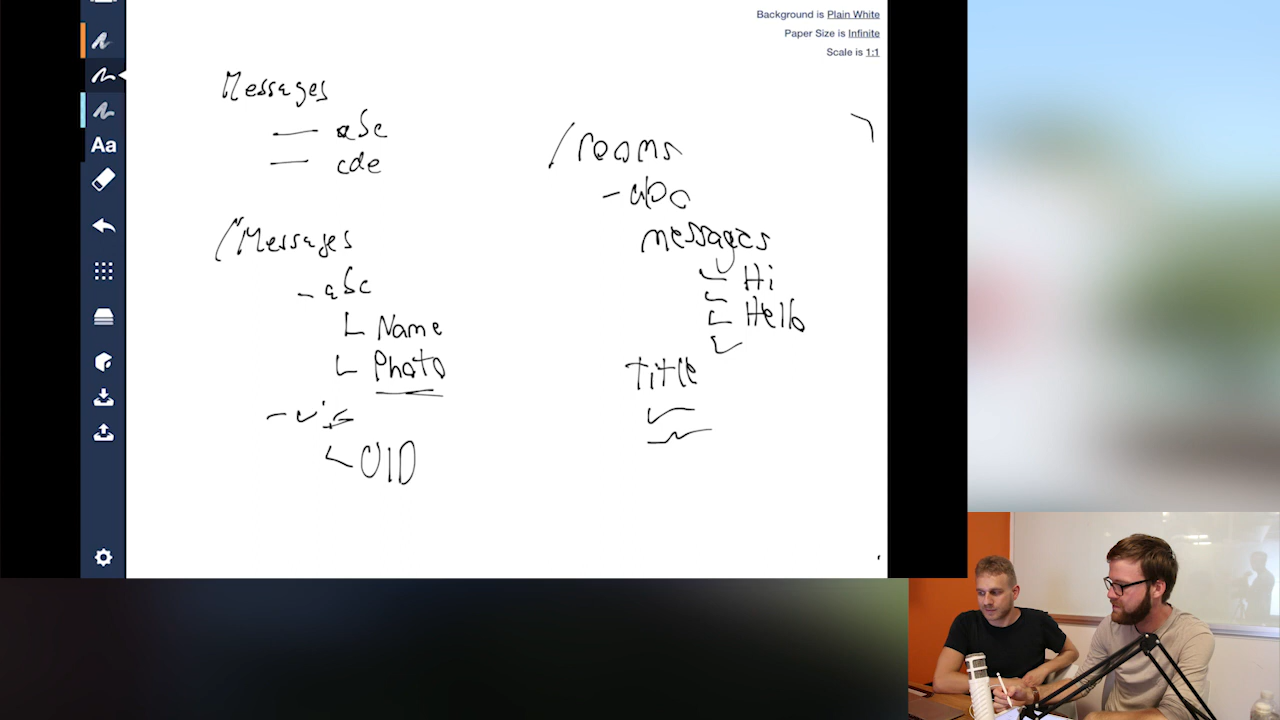 Background is Plain White
Paper Size is Infinite
Scale is 1:1
Aa
Messages
— abc
— cde
/Messages
- abc
Name
Photo
UID
/rooms
- abc
messages
- Hi
-
- Hello
-
Title